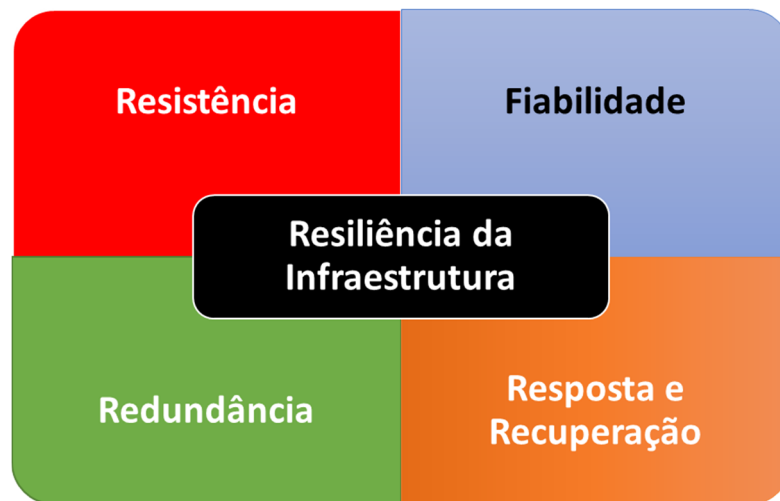 Resistência
Fiabilidade
Resiliência da
Infraestrutura
Redundância
Resposta e
Recuperação